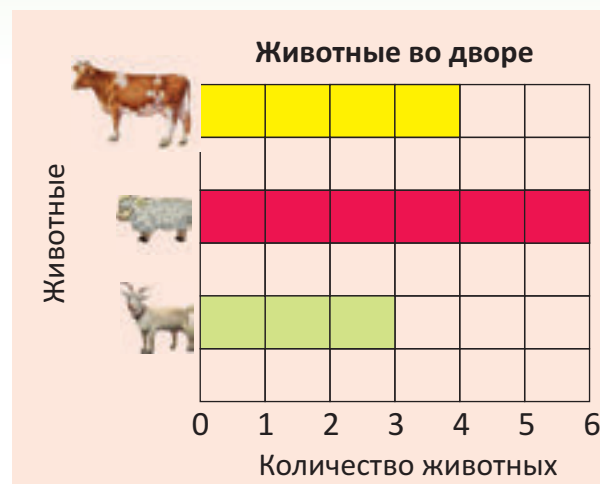 Животные во дворе
Животные
0 1 2 3 4 5 6
Количество животных